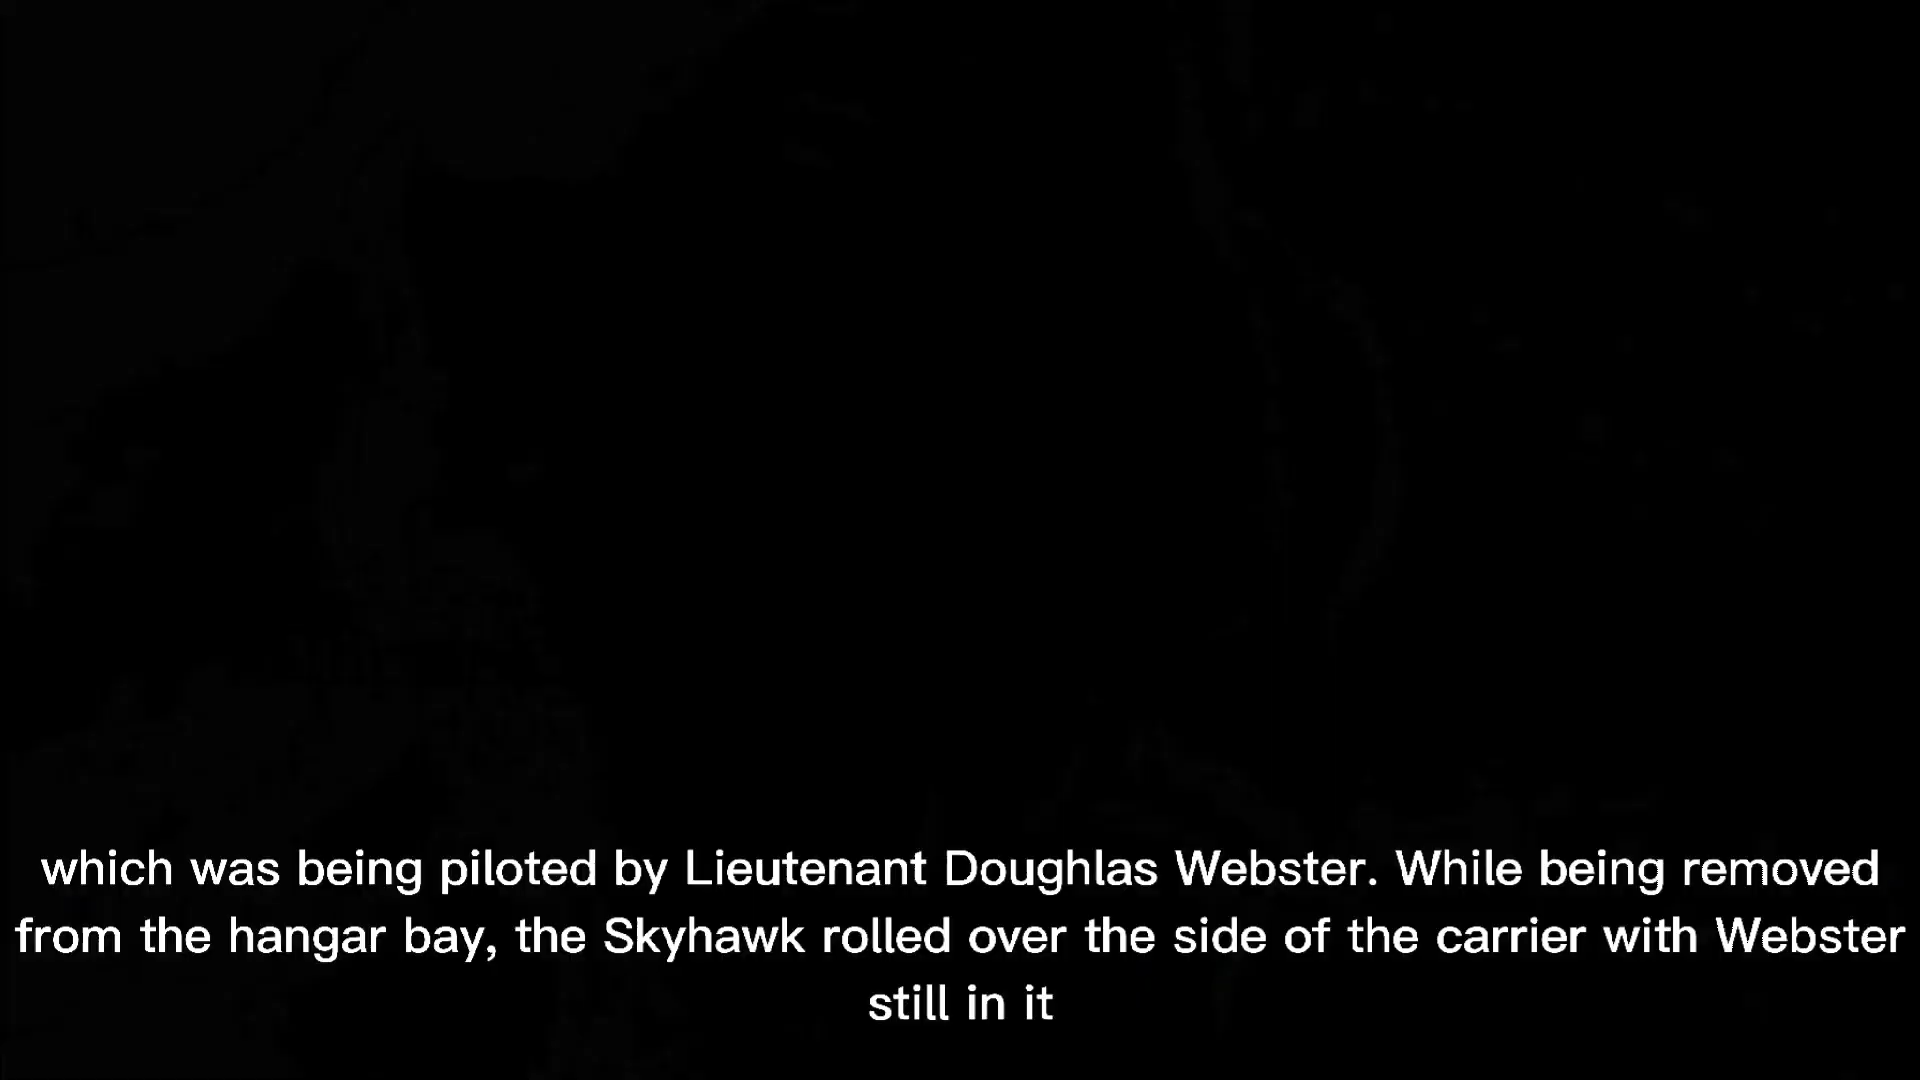 which was being piloted by Lieutenant Doughlas Webster. While being removed
from the hangar bay, the Skyhawk rolled over the side of the carrier with Webster
still in it